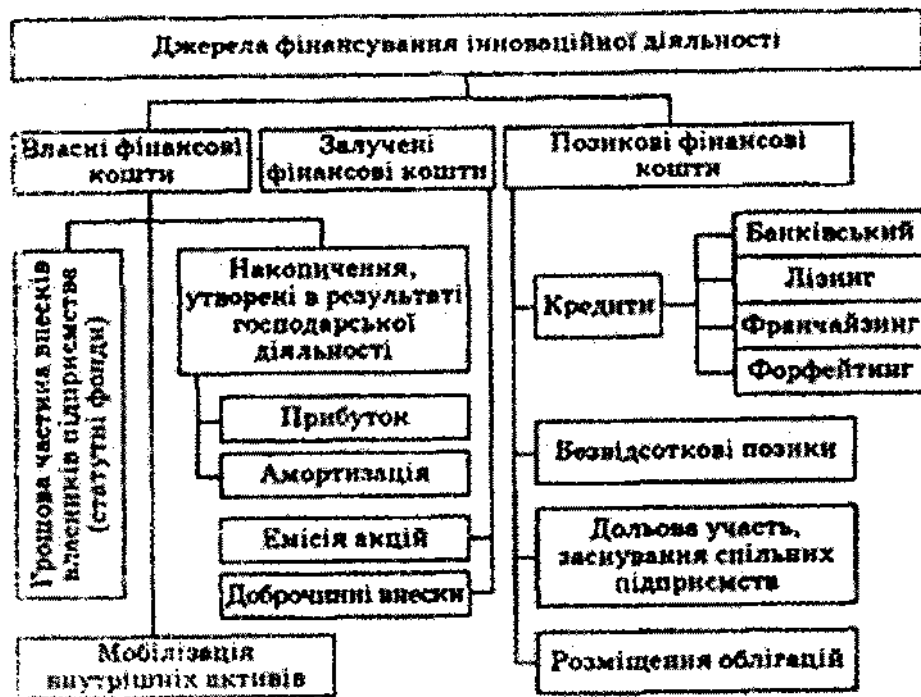 Джерела фінансування інноваційної діяльності
Власні фінансові
кошти
Залучені
фінансові кошти
Позикові фінансові
кошти
Грошова частина внесків
власників підприємства
(статутні фонди)
Накопичення,
утворені в результаті
господарської
діяльності
Прибуток
Амортизація
Емісія акцій
Доброчинні внески
Мобілізація
внутрішніх активів
Кредити
Банківський
Лізинг
Франчайзинг
Форфейтинг
Безвідсоткові позики
Дольова участь,
заснування спільних
підприємств
Розміщення облігацій